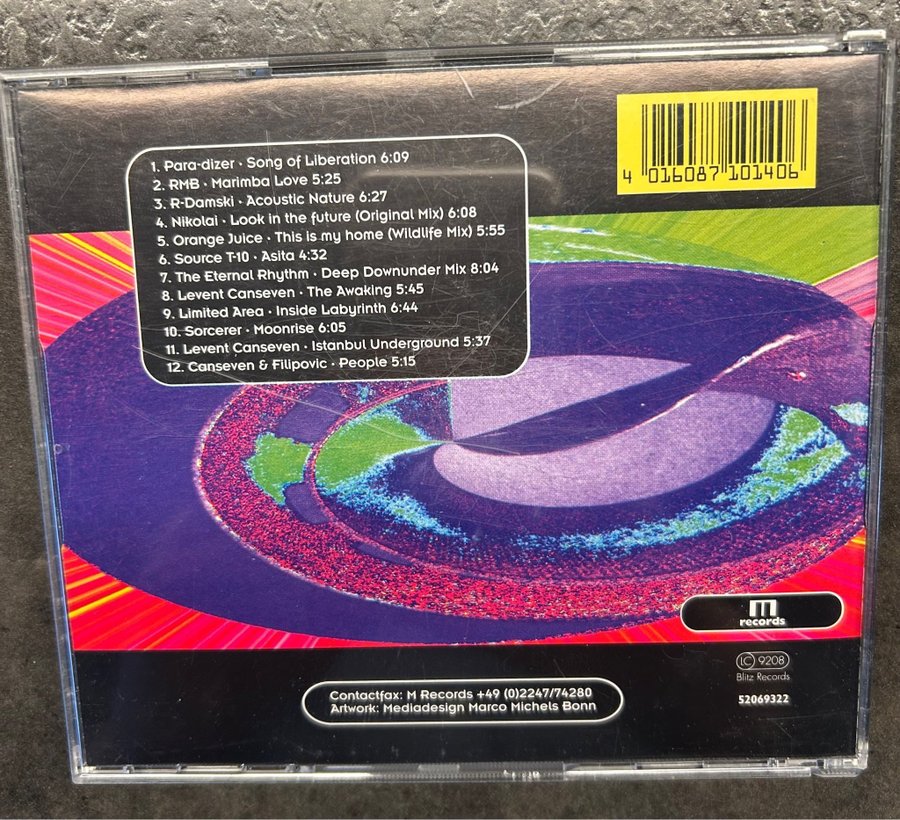 4 016087 101406
1. Para-dizer · Song of Liberation 6:09
2. RMB · Marimba Love 5:25
3. R-Damski · Acoustic Nature 6:27
4. Nikolai · Look in the future (Original Mix) 6:08
5. Orange Juice · This is my home (Wildlife Mix) 5:55
6. Source T-10 · Asita 4:32
7. The Eternal Rhythm · Deep Downunder Mix 8:04
8. Levent Canseven · The Awaking 5:45
9. Limited Area · Inside Labyrinth 6:44
10. Sorcerer · Moonrise 6:05
11. Levent Canseven · Istanbul Underground 5:37
12. Canseven & Filipovic · People 5:15
m
records
LC 9208
Blitz Records
52069322
Contactfax: M Records +49 (0)2247/74280
Artwork: Mediadesign Marco Michels Bonn